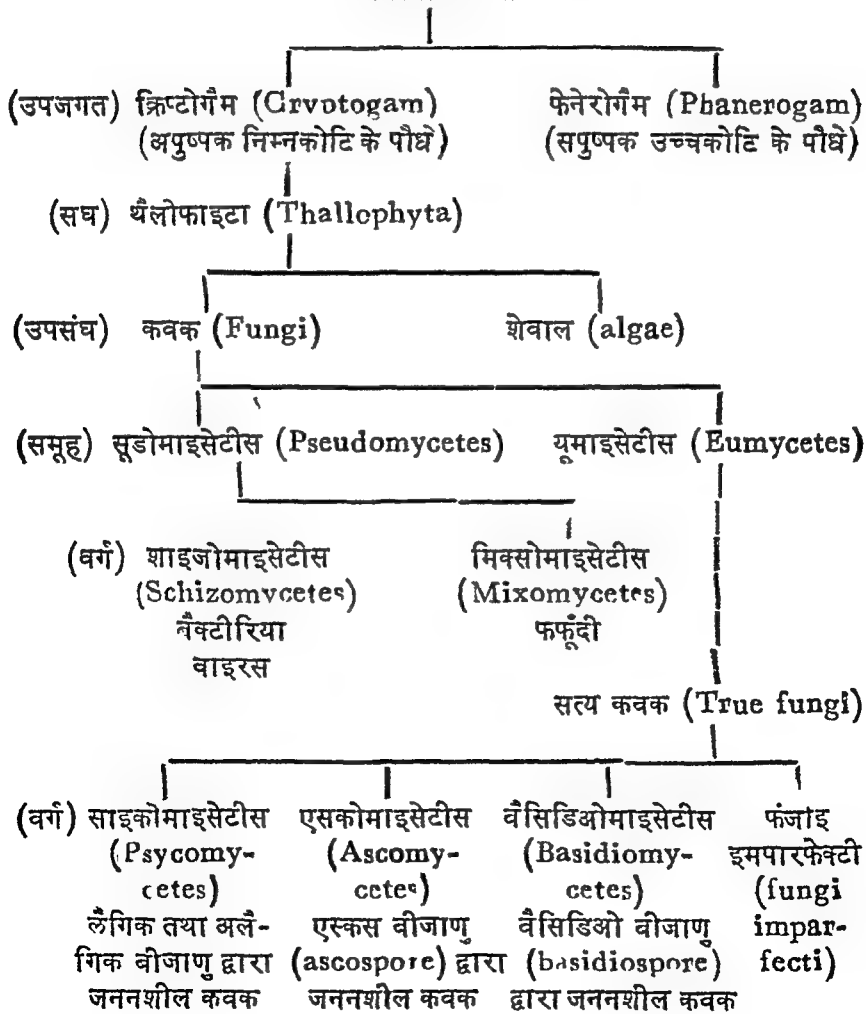 (उपजगत) क्रिप्टोगैम (Crvotogam) फेनेरोगैम (Phanerogam)
(अपुष्पक निम्नकोटि के पौधे) (सपुष्पक उच्चकोटि के पौधे)
(सघ) थैलोफाइटा (Thallophyta)
(उपसंघ) कवक (Fungi) शेवाल (algae)
(समूह) सूडोमाइसेटीस (Pseudomycetes) यूमाइसेटीस (Eumycetes)
(वर्ग) शाइजोमाइसेटीस मिक्सोमाइसेटीस
(Schizomvcetes) (Mixomycetes)
बैक्टीरिया फफूँदी
वाइरस
सत्य कवक (True fungi)
(वर्ग) साइकोमाइसेटीस एसकोमाइसेटीस वैसिडिओमाइसेटीस फंजाइ
(Psycomy- (Ascomy- (Basidiomy- इमपारफेक्टी
cetes) cetes) cetes) (fungi
लैगिक तथा अलै- एस्कस वीजाणु वैसिडिओ वीजाणु impar-
गिक वीजाणु द्वारा (ascospore) द्वारा (basidiospore) fecti)
जननशील कवक जननशील कवक द्वारा जननशील कवक